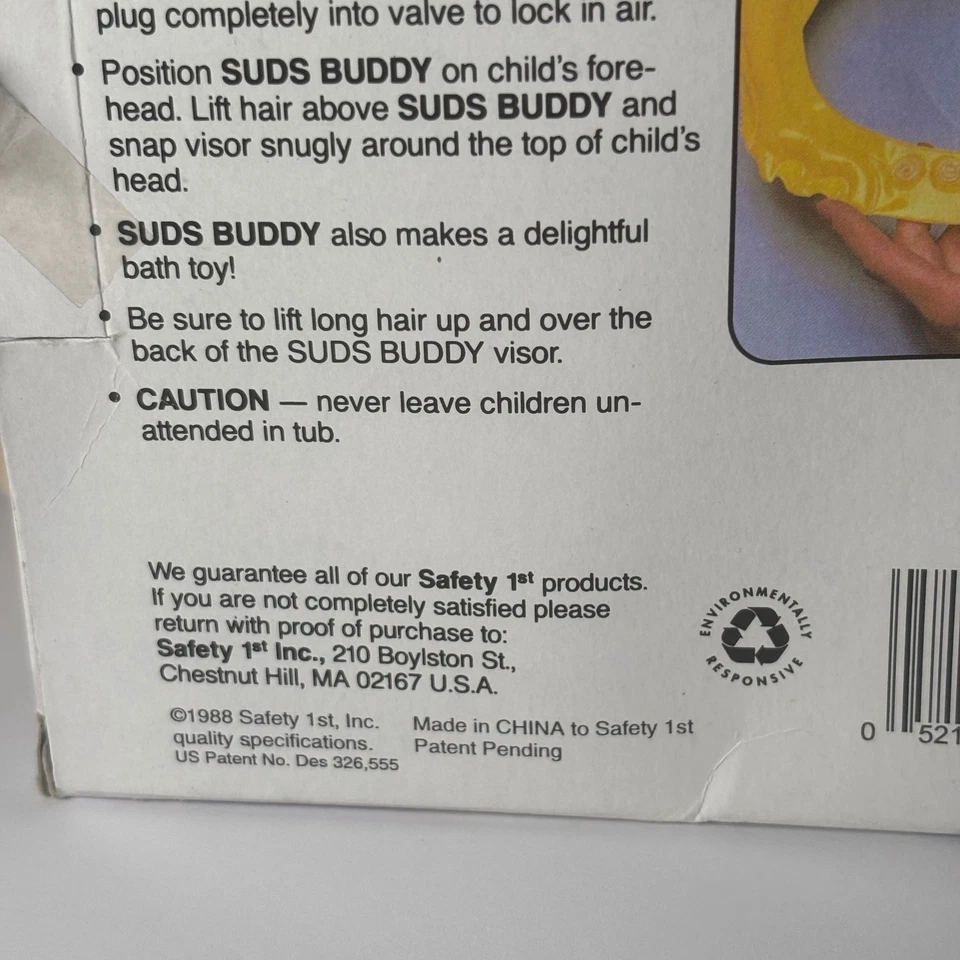 plug completely into valve to lock in air.
• Position SUDS BUDDY on child's fore-
head. Lift hair above SUDS BUDDY and
snap visor snugly around the top of child's
head.
• SUDS BUDDY also makes a delightful
bath toy!
• Be sure to lift long hair up and over the
back of the SUDS BUDDY visor.
• CAUTION — never leave children un-
attended in tub.
We guarantee all of our Safety 1st products.
If you are not completely satisfied please
return with proof of purchase to:
Safety 1st Inc., 210 Boylston St.,
Chestnut Hill, MA 02167 U.S.A.
ENVIRONMENTALLY
RESPONSIVE
©1988 Safety 1st, Inc. Made in CHINA to Safety 1st
quality specifications. Patent Pending
US Patent No. Des 326,555
0 521